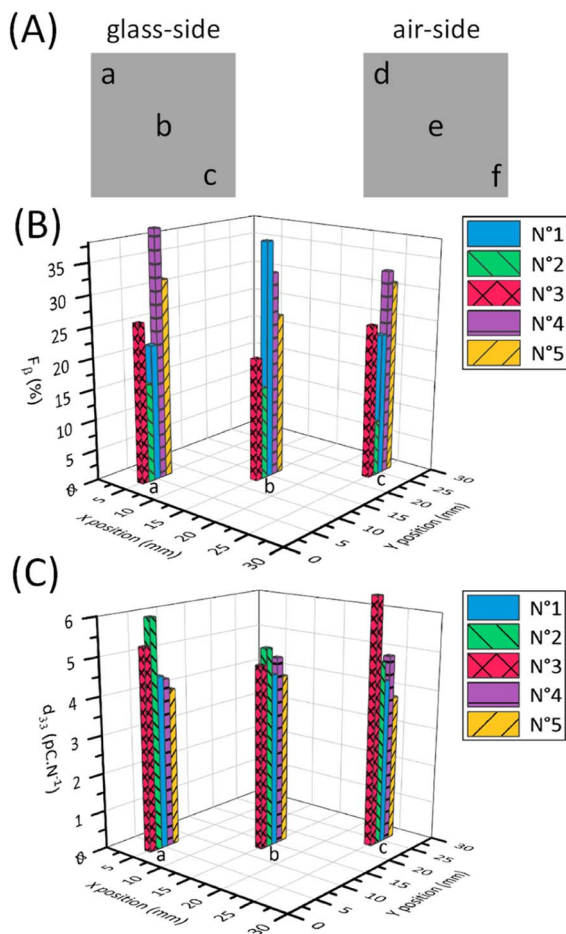 (A) glass-side air-side
a d
b e
c f
(B)
N°1
N°2
N°3
N°4
N°5
35
30
25
20
15
10
5
0
Fβ (%)
a b c
0 5 10 15 20 25 30
X position (mm)
0 5 10 15 20 25 30
Y position (mm)
(C)
N°1
N°2
N°3
N°4
N°5
6
5
4
3
2
1
0
d33 (pC.N-1)
a b c
0 5 10 15 20 25 30
X position (mm)
0 5 10 15 20 25 30
Y position (mm)